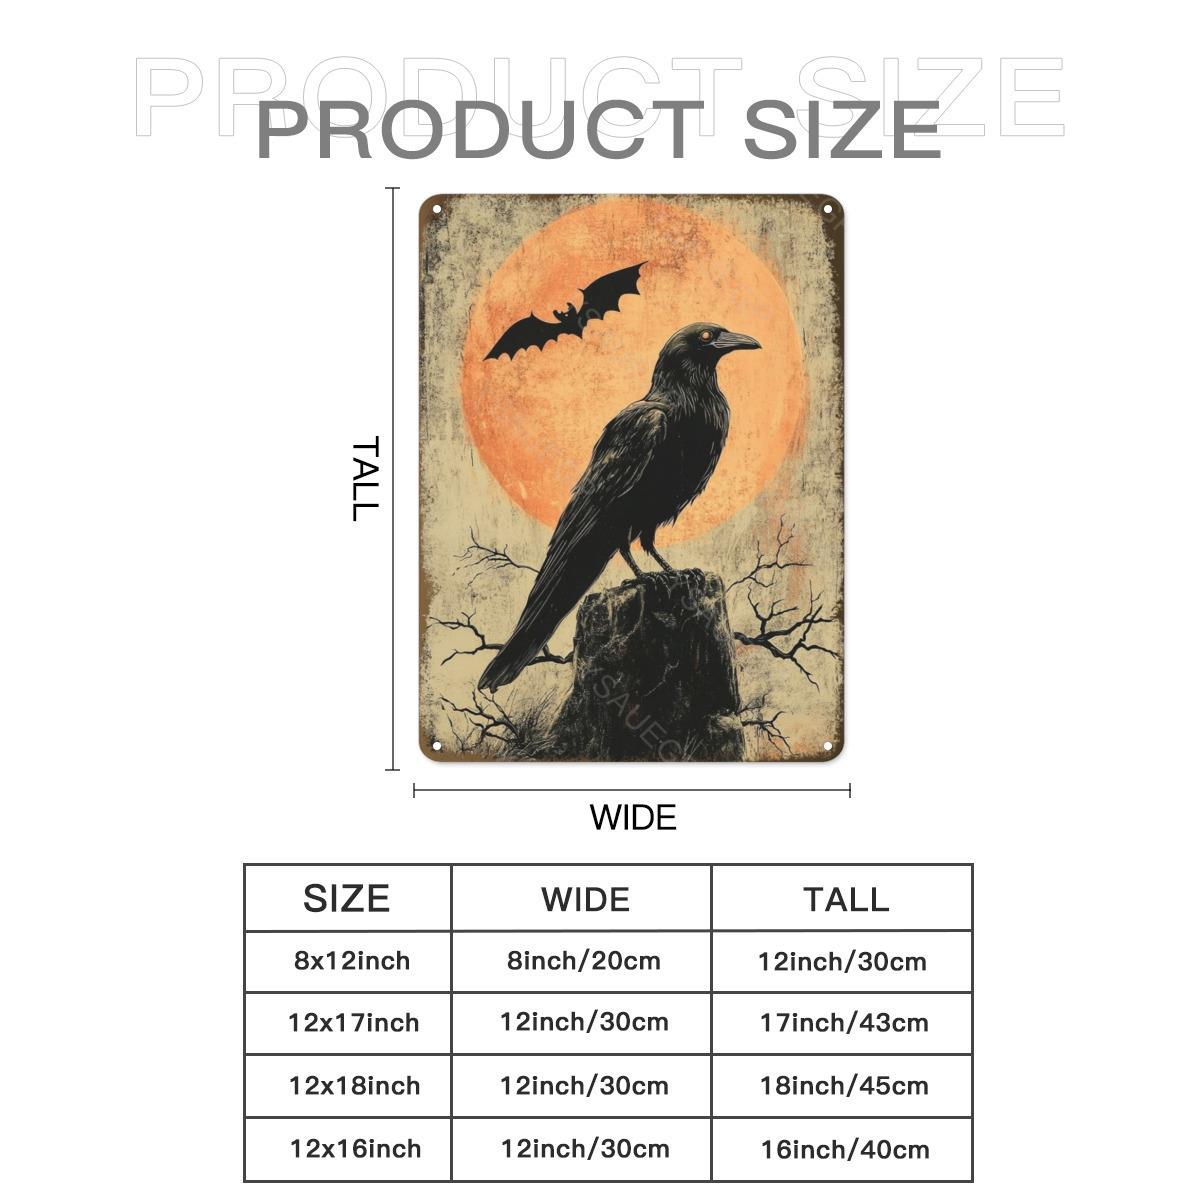 PRODUCT SIZE
PRODUCT SIZE
TALL
XSAUEGI
WIDE
SIZE WIDE TALL
8x12inch 8inch/20cm 12inch/30cm
12x17inch 12inch/30cm 17inch/43cm
12x18inch 12inch/30cm 18inch/45cm
12x16inch 12inch/30cm 16inch/40cm